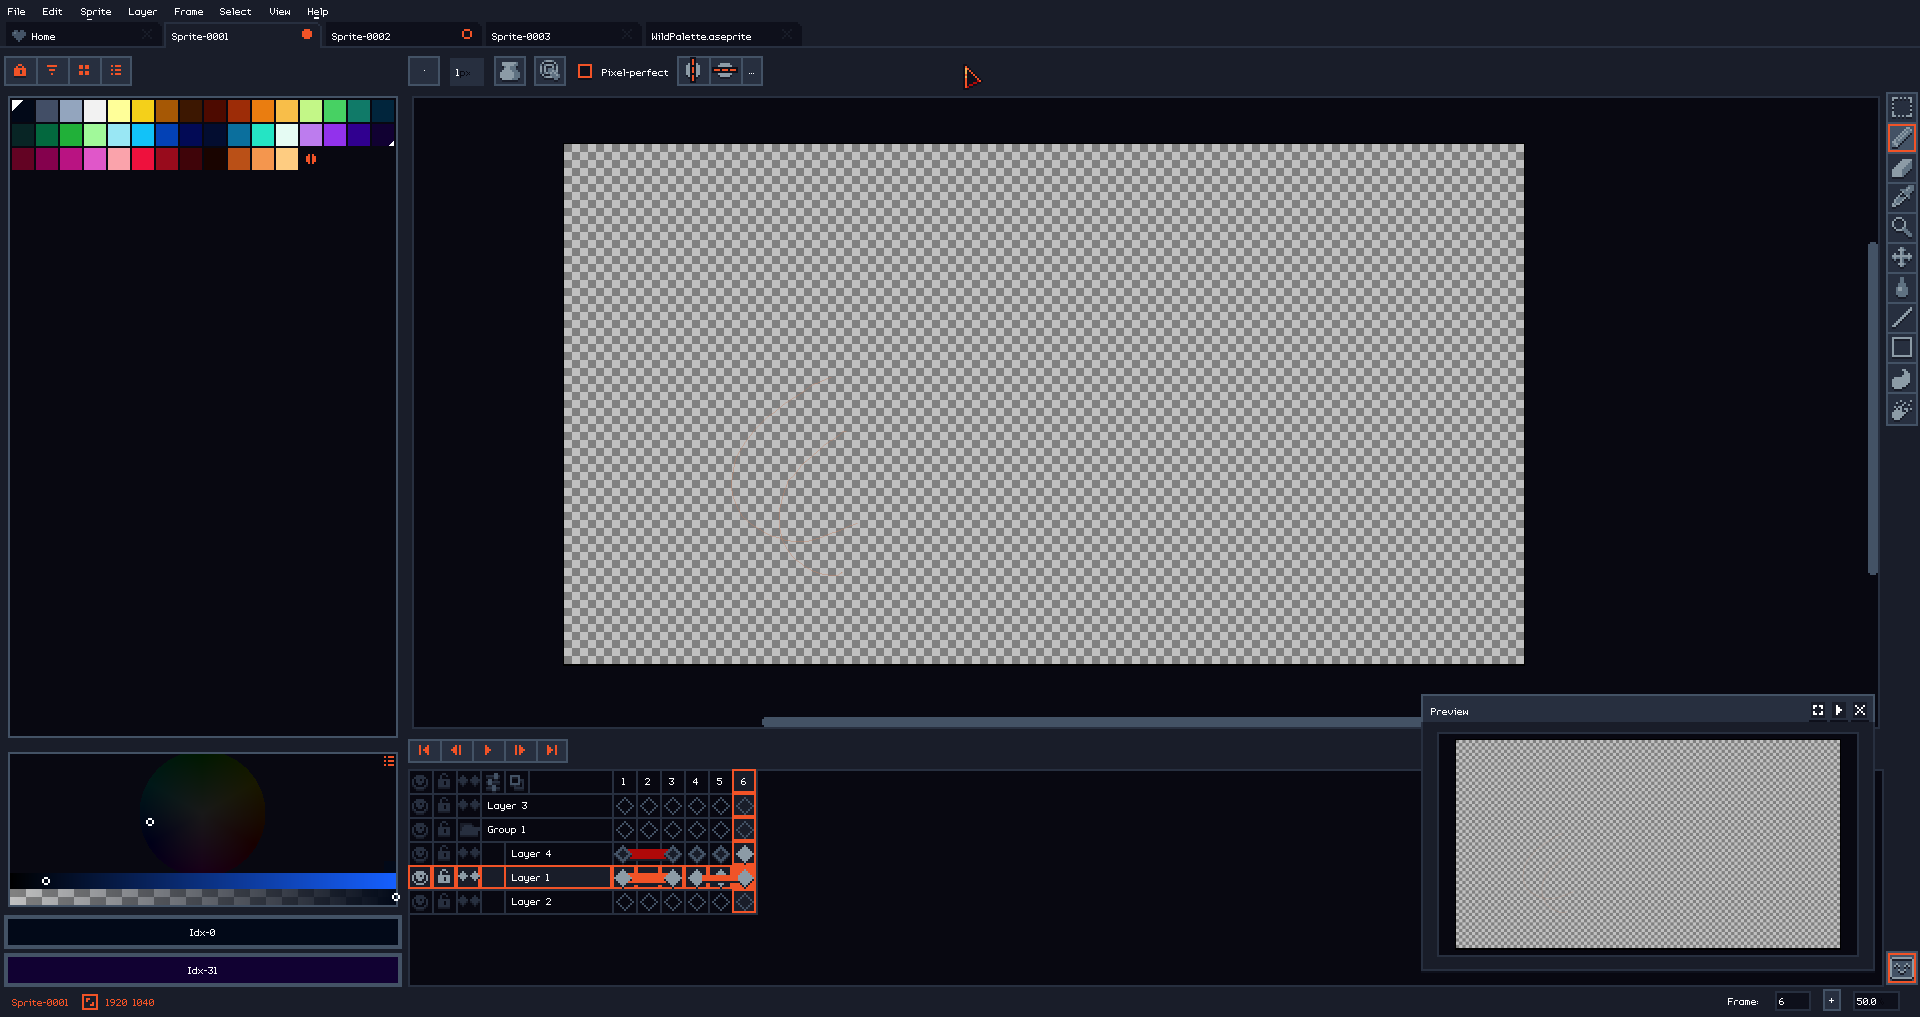 File Edit Sprite Layer Frame Select View Help
Home Sprite-0001 Sprite-0002 Sprite-0003 WildPalette.aseprite
1px Pixel-perfect ...
Preview
1 2 3 4 5 6
Layer 3
Group 1
Layer 4
Layer 1
Layer 2
Idx-0
Idx-31
Sprite-0001 1920 1040 Frame: 6 + 50.0